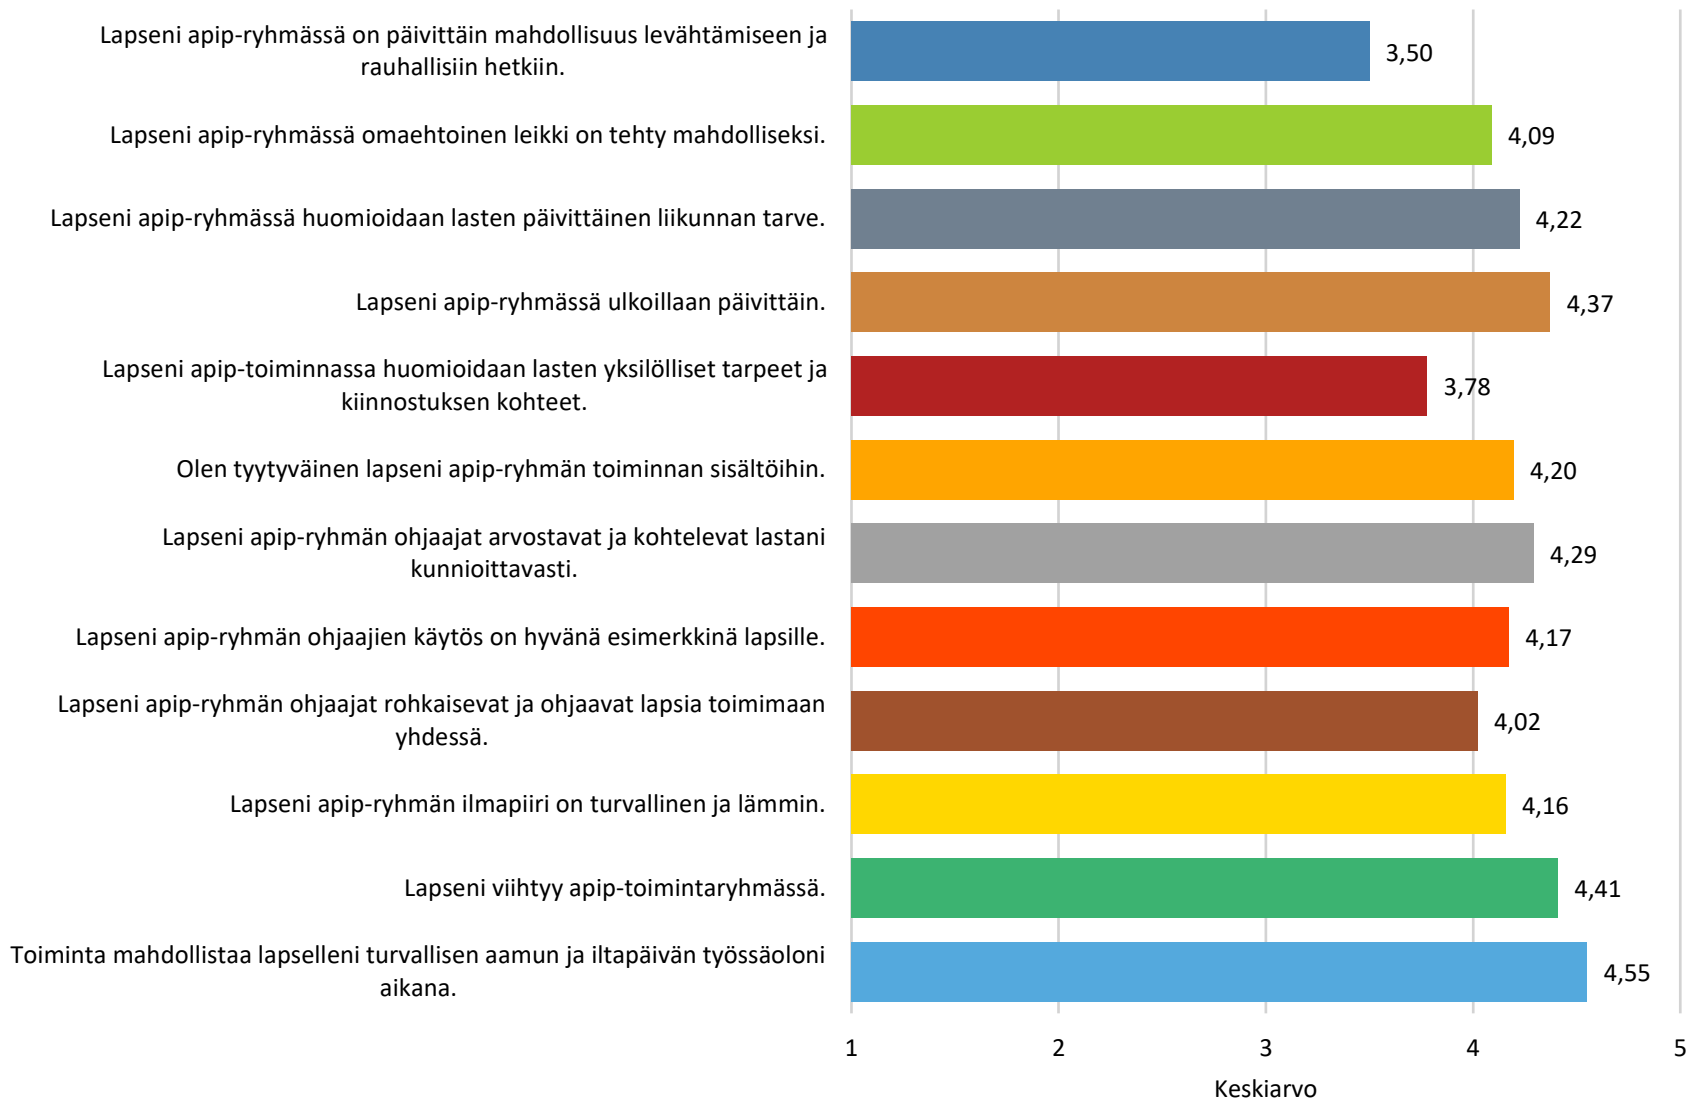 Lapseni apip-ryhmässä on päivittäin mahdollisuus levähtämiseen ja
rauhallisiin hetkiin.
3,50
Lapseni apip-ryhmässä omaehtoinen leikki on tehty mahdolliseksi.
4,09
Lapseni apip-ryhmässä huomioidaan lasten päivittäinen liikunnan tarve.
4,22
Lapseni apip-ryhmässä ulkoillaan päivittäin.
4,37
Lapseni apip-toiminnassa huomioidaan lasten yksilölliset tarpeet ja
kiinnostuksen kohteet.
3,78
Olen tyytyväinen lapseni apip-ryhmän toiminnan sisältöihin.
4,20
Lapseni apip-ryhmän ohjaajat arvostavat ja kohtelevat lastani
kunnioittavasti.
4,29
Lapseni apip-ryhmän ohjaajien käytös on hyvänä esimerkkinä lapsille.
4,17
Lapseni apip-ryhmän ohjaajat rohkaisevat ja ohjaavat lapsia toimimaan
yhdessä.
4,02
Lapseni apip-ryhmän ilmapiiri on turvallinen ja lämmin.
4,16
Lapseni viihtyy apip-toimintaryhmässä.
4,41
Toiminta mahdollistaa lapselleni turvallisen aamun ja iltapäivän työssäoloni
aikana.
4,55
1 2 3 4 5
Keskiarvo